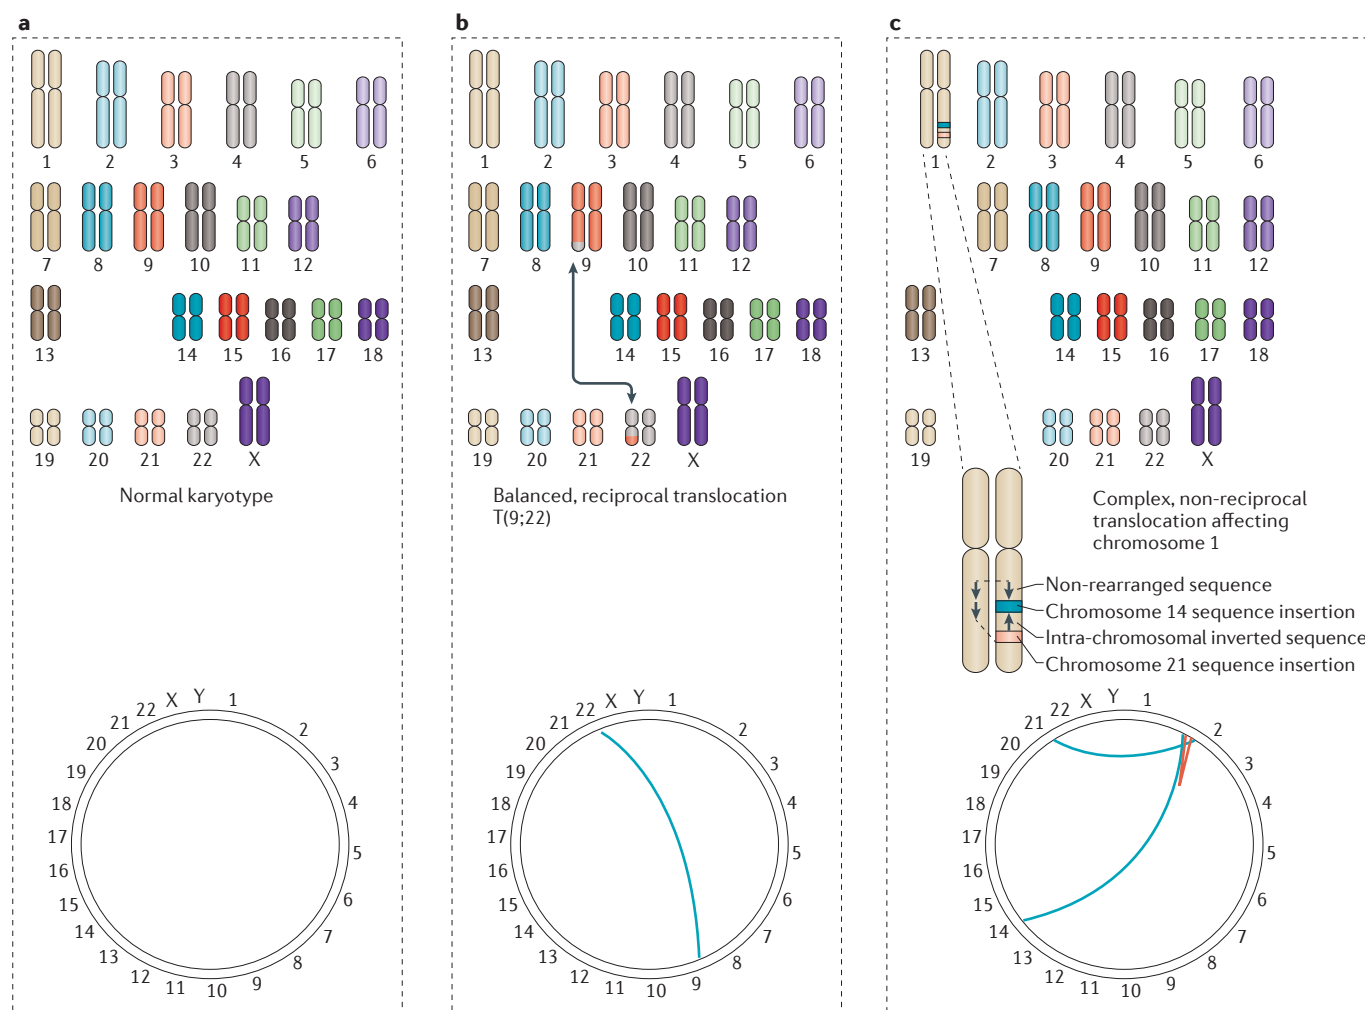 a
1 2 3 4 5 6
7 8 9 10 11 12
13 14 15 16 17 18
19 20 21 22 X
Normal karyotype
X Y 1 2 3 4 5 6 7 8 9 10 11 12 13 14 15 16 17 18 19 20 21 22
b
1 2 3 4 5 6
7 8 9 10 11 12
13 14 15 16 17 18
19 20 21 22 X
Balanced, reciprocal translocation
T(9;22)
X Y 1 2 3 4 5 6 7 8 9 10 11 12 13 14 15 16 17 18 19 20 21 22
c
1 2 3 4 5 6
7 8 9 10 11 12
13 14 15 16 17 18
19 20 21 22 X
Complex, non-reciprocal
translocation affecting
chromosome 1
Non-rearranged sequence
Chromosome 14 sequence insertion
Intra-chromosomal inverted sequence
Chromosome 21 sequence insertion
X Y 1 2 3 4 5 6 7 8 9 10 11 12 13 14 15 16 17 18 19 20 21 22